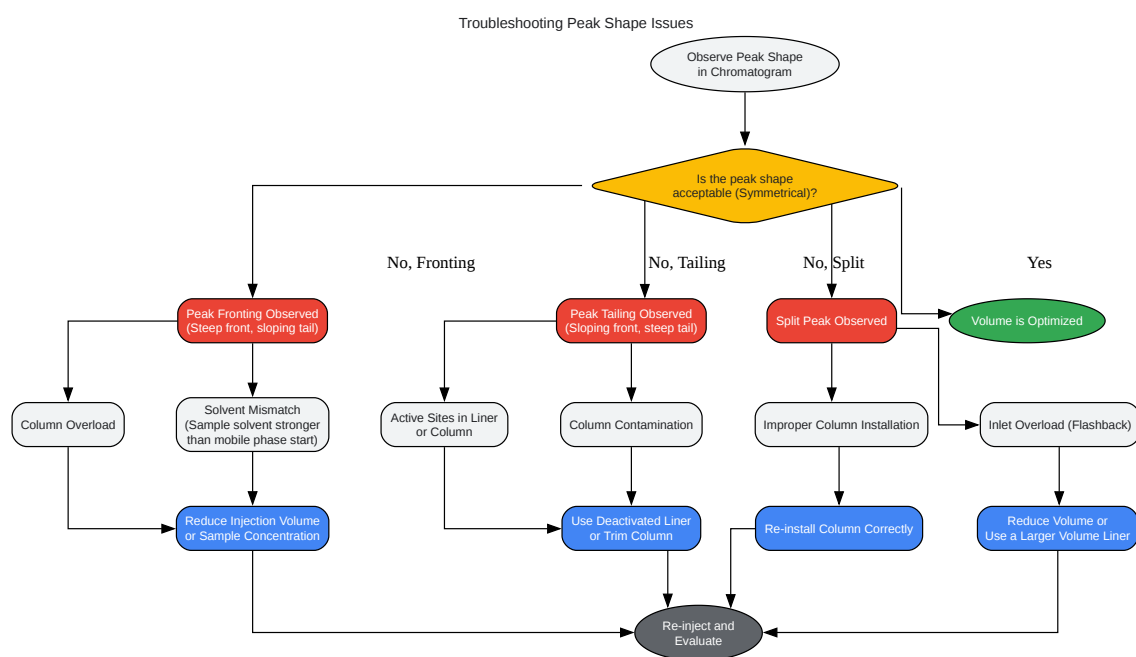 Troubleshooting Peak Shape Issues
Observe Peak Shape
in Chromatogram
Is the peak shape
acceptable (Symmetrical)?
No, Fronting
No, Tailing
No, Split
Yes
Peak Fronting Observed
(Steep front, sloping tail)
Peak Tailing Observed
(Sloping front, steep tail)
Split Peak Observed
Volume is Optimized
Column Overload
Solvent Mismatch
(Sample solvent stronger
than mobile phase start)
Active Sites in Liner
or Column
Column Contamination
Improper Column Installation
Inlet Overload (Flashback)
Reduce Injection Volume
or Sample Concentration
Use Deactivated Liner
or Trim Column
Re-install Column Correctly
Reduce Volume or
Use a Larger Volume Liner
Re-inject and
Evaluate